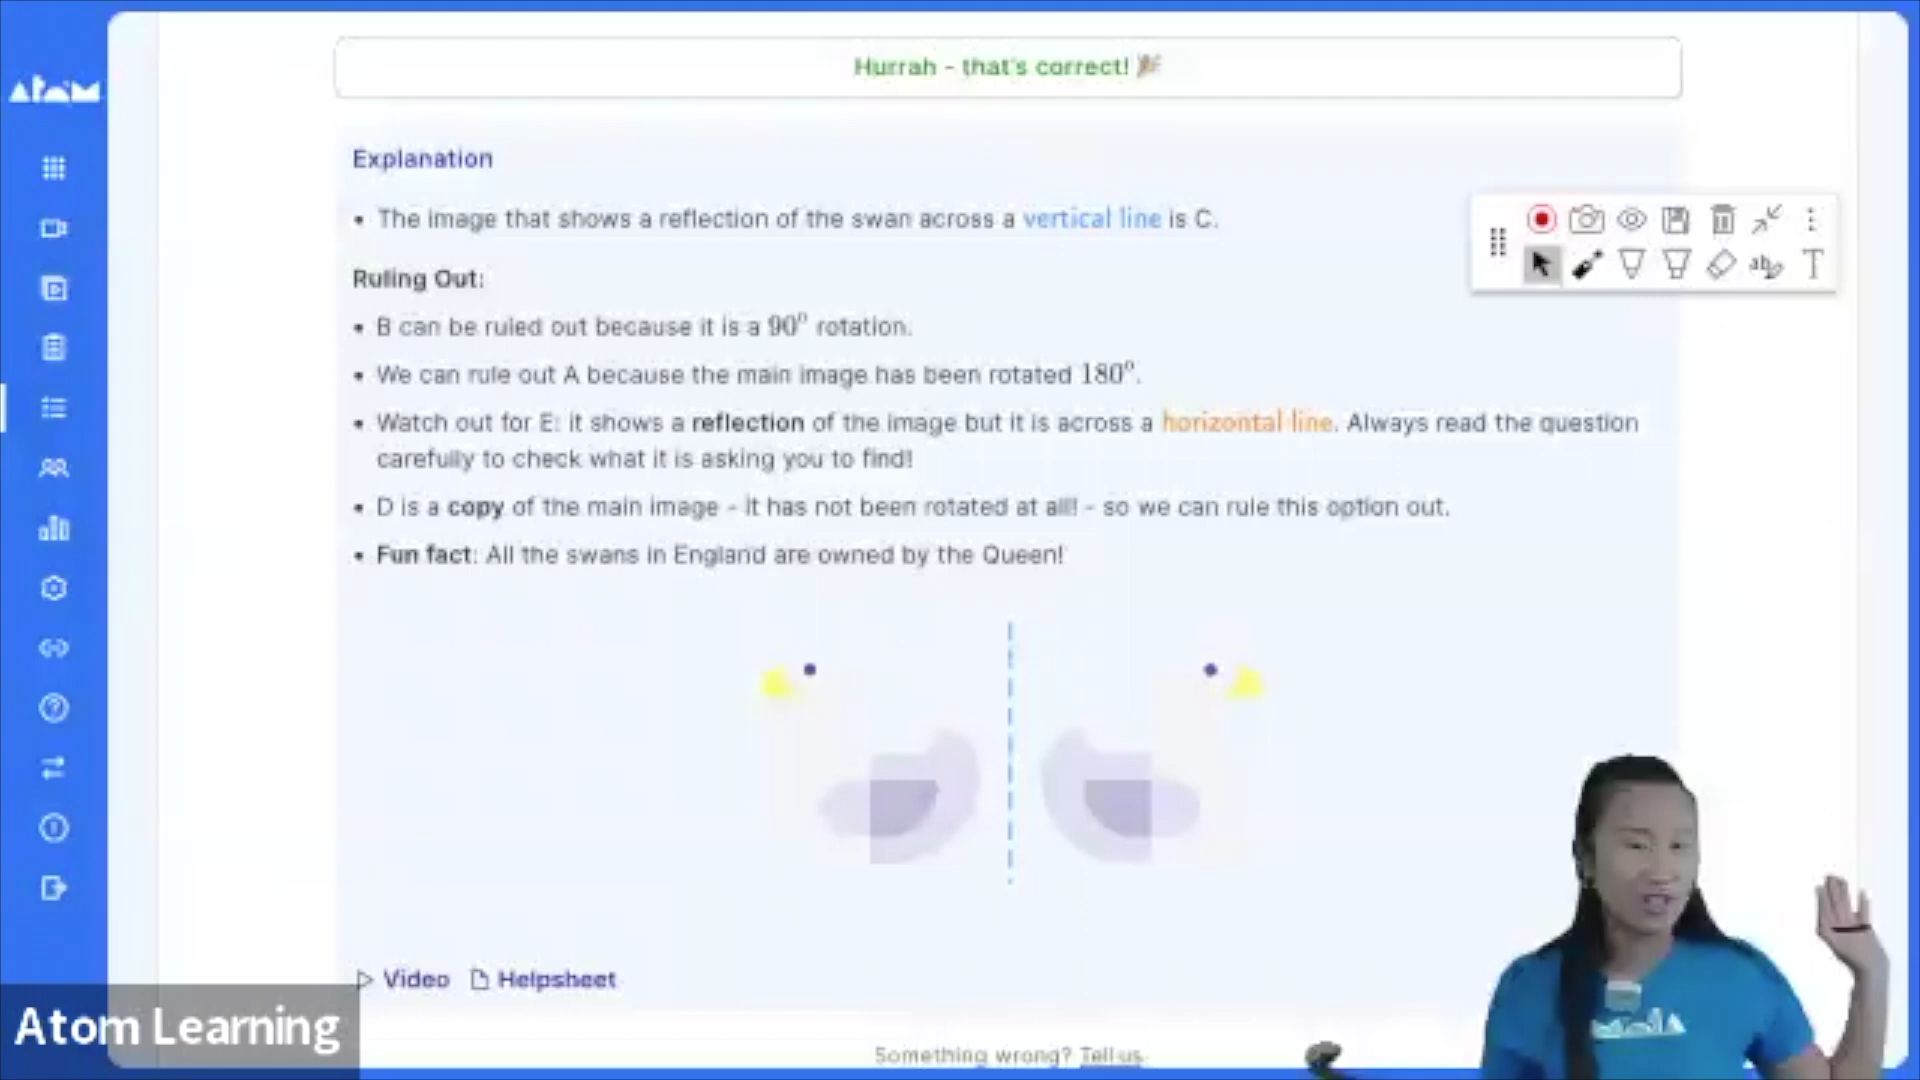 Hurrah - that's correct!
Atom
Explanation
• The image that shows a reflection of the swan across a vertical line is C.
Ruling Out:
• B can be ruled out because it is a 90° rotation.
• We can rule out A because the main image has been rotated 180°.
• Watch out for E: it shows a reflection of the image but it is across a horizontal line. Always read the question
carefully to check what it is asking you to find!
• D is a copy of the main image - it has not been rotated at all! - so we can rule this option out.
• Fun fact: All the swans in England are owned by the Queen!
Video Helpsheet
Atom Learning
Something wrong? Tell us